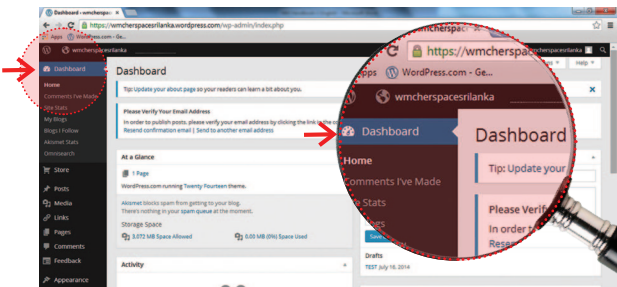 Dashboard ‹ wmcherspac
https://wmcherspacesrilanka.wordpress.com/wp-admin/index.php
Apps WordPress.com - Ge...
wmcherspacesrilanka
Help
Dashboard
Home
Comments I've Made
Site Stats
My Blogs
Blogs I Follow
Akismet Stats
Omnisearch
Store
Posts
Media
Links
Pages
Comments
Feedback
Appearance
Dashboard
Tip: Update your about page so your readers can learn a bit about you.
Please Verify Your Email Address
In order to publish posts, please verify your email address by clicking the link in the
Resend confirmation email | Send to another email address
At a Glance
1 Page
WordPress.com running Twenty Fourteen theme.
Akismet blocks spam from getting to your blog.
There's nothing in your spam queue at the moment.
Storage Space
3,072 MB Space Allowed
0.00 MB (0%) Space Used
Activity
Drafts
TEST July 16, 2014
wmcherspac
https://wmcherspac
pps WordPress.com - Ge...
wmcherspacesrilanka
Dashboard
Home
Comments I've Made
e Stats
ogs
Dashboard
Tip: Update your
Please Verify
In order t
Resen